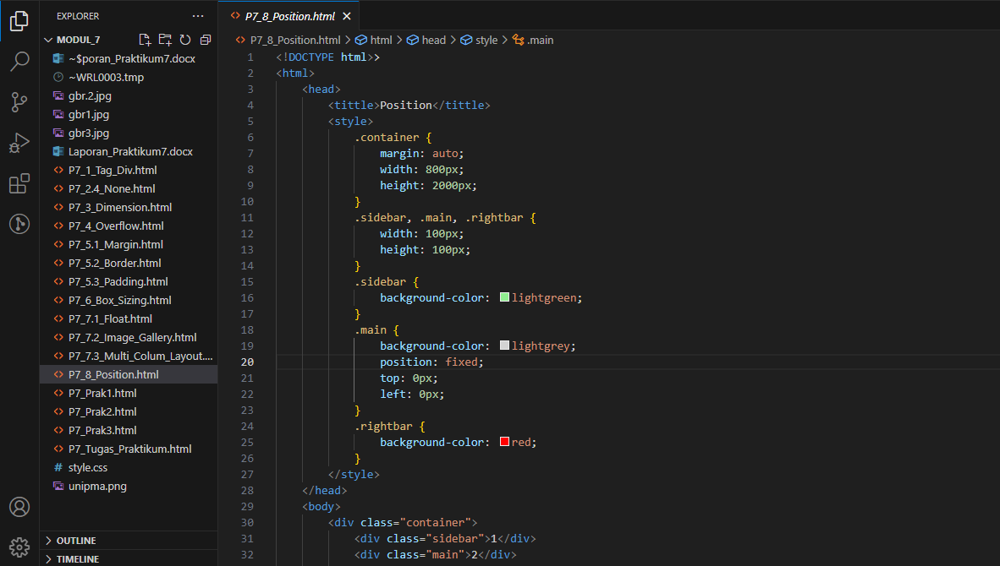 EXPLORER
MODUL_7
~$poran_Praktikum7.docx
~WRL0003.tmp
gbr.2.jpg
gbr1.jpg
gbr3.jpg
Laporan_Praktikum7.docx
P7_1_Tag_Div.html
P7_2.4_None.html
P7_3_Dimension.html
P7_4_Overflow.html
P7_5.1_Margin.html
P7_5.2_Border.html
P7_5.3_Padding.html
P7_6_Box_Sizing.html
P7_7.1_Float.html
P7_7.2_Image_Gallery.html
P7_7.3_Multi_Colum_Layout....
P7_8_Position.html
P7_Prak1.html
P7_Prak2.html
P7_Prak3.html
P7_Tugas_Praktikum.html
# style.css
unipma.png
OUTLINE
TIMELINE
<> P7_8_Position.html
<> P7_8_Position.html > html > head > style > .main
1 <!DOCTYPE html>>
2 <html>
3 <head>
4 <tittle>Position</tittle>
5 <style>
6 .container {
7 margin: auto;
8 width: 800px;
9 height: 2000px;
10 }
11 .sidebar, .main, .rightbar {
12 width: 100px;
13 height: 100px;
14 }
15 .sidebar {
16 background-color: lightgreen;
17 }
18 .main {
19 background-color: lightgrey;
20 position: fixed;
21 top: 0px;
22 left: 0px;
23 }
24 .rightbar {
25 background-color: red;
26 }
27 </style>
28 </head>
29 <body>
30 <div class="container">
31 <div class="sidebar">1</div>
32 <div class="main">2</div>